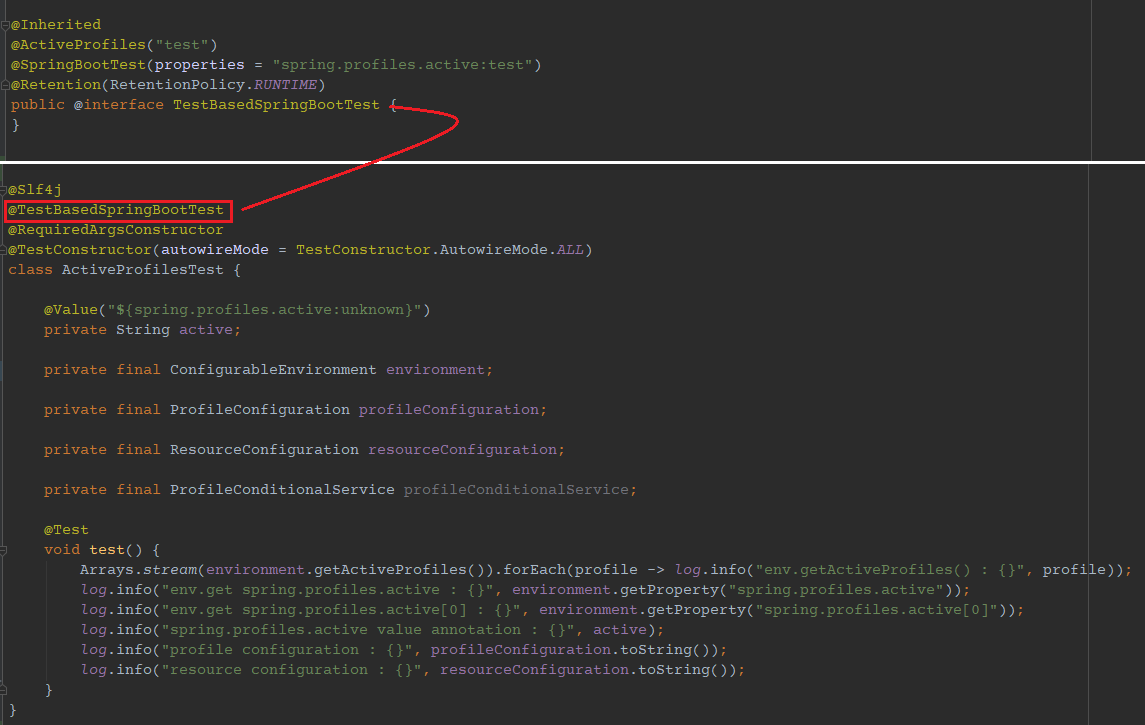 @Inherited
@ActiveProfiles("test")
@SpringBootTest(properties = "spring.profiles.active:test")
@Retention(RetentionPolicy.RUNTIME)
public @interface TestBasedSpringBootTest {
}
@Slf4j
@TestBasedSpringBootTest
@RequiredArgsConstructor
@TestConstructor(autowireMode = TestConstructor.AutowireMode.ALL)
class ActiveProfilesTest {
@Value("${spring.profiles.active:unknown}")
private String active;
private final ConfigurableEnvironment environment;
private final ProfileConfiguration profileConfiguration;
private final ResourceConfiguration resourceConfiguration;
private final ProfileConditionalService profileConditionalService;
@Test
void test() {
Arrays.stream(environment.getActiveProfiles()).forEach(profile -> log.info("env.getActiveProfiles() : {}", profile));
log.info("env.get spring.profiles.active : {}", environment.getProperty("spring.profiles.active"));
log.info("env.get spring.profiles.active[0] : {}", environment.getProperty("spring.profiles.active[0]"));
log.info("spring.profiles.active value annotation : {}", active);
log.info("profile configuration : {}", profileConfiguration.toString());
log.info("resource configuration : {}", resourceConfiguration.toString());
}
}